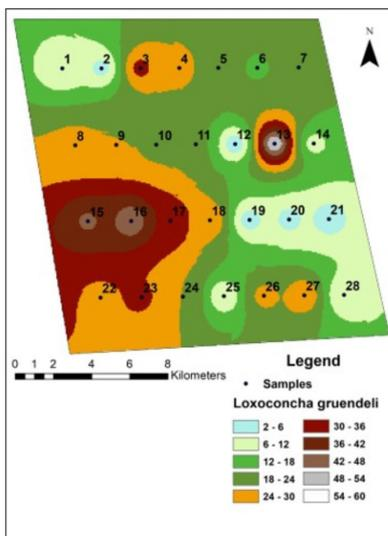 N
1 2 3 4 5 6 7
8 9 10 11 12 13 14
15 16 17 18 19 20 21
22 23 24 25 26 27 28
0 1 2 4 6 8
Kilometers
Legend
Samples
Loxoconcha gruendeli
2 - 6 30 - 36
6 - 12 36 - 42
12 - 18 42 - 48
18 - 24 48 - 54
24 - 30 54 - 60